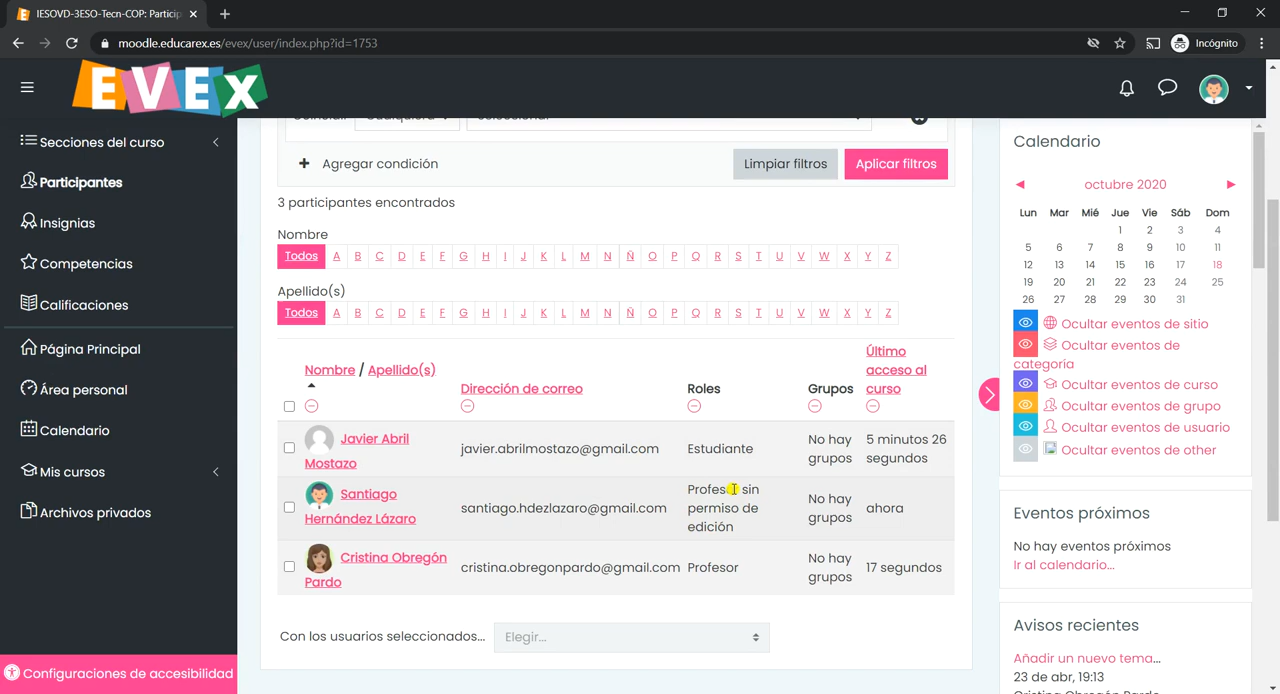 IESOVD-3ESO-Tecn-COP: Particip
moodle.educarex.es/evex/user/index.php?id=1753
Incógnito
EVEX
Secciones del curso
Participantes
Insignias
Competencias
Calificaciones
Página Principal
Área personal
Calendario
Mis cursos
Archivos privados
Configuraciones de accesibilidad
Agregar condición
Limpiar filtros
Aplicar filtros
3 participantes encontrados
Nombre
Todos A B C D E F G H I J K L M N Ñ O P Q R S T U V W X Y Z
Apellido(s)
Todos A B C D E F G H I J K L M N Ñ O P Q R S T U V W X Y Z
Nombre / Apellido(s)
Dirección de correo
Roles
Grupos
Último
acceso al
curso
Javier Abril
Mostazo
javier.abrilmostazo@gmail.com
Estudiante
No hay
grupos
5 minutos 26
segundos
Santiago
Hernández Lázaro
santiago.hdezlazaro@gmail.com
Profesor sin
permiso de
edición
No hay
grupos
ahora
Cristina Obregón
Pardo
cristina.obregonpardo@gmail.com
Profesor
No hay
grupos
17 segundos
Con los usuarios seleccionados...
Elegir...
Calendario
octubre 2020
Lun Mar Mié Jue Vie Sáb Dom
1 2 3 4
5 6 7 8 9 10 11
12 13 14 15 16 17 18
19 20 21 22 23 24 25
26 27 28 29 30 31
Ocultar eventos de sitio
Ocultar eventos de
categoría
Ocultar eventos de curso
Ocultar eventos de grupo
Ocultar eventos de usuario
Ocultar eventos de other
Eventos próximos
No hay eventos próximos
Ir al calendario...
Avisos recientes
Añadir un nuevo tema...
23 de abr, 19:13
Cristina Obregón Pardo